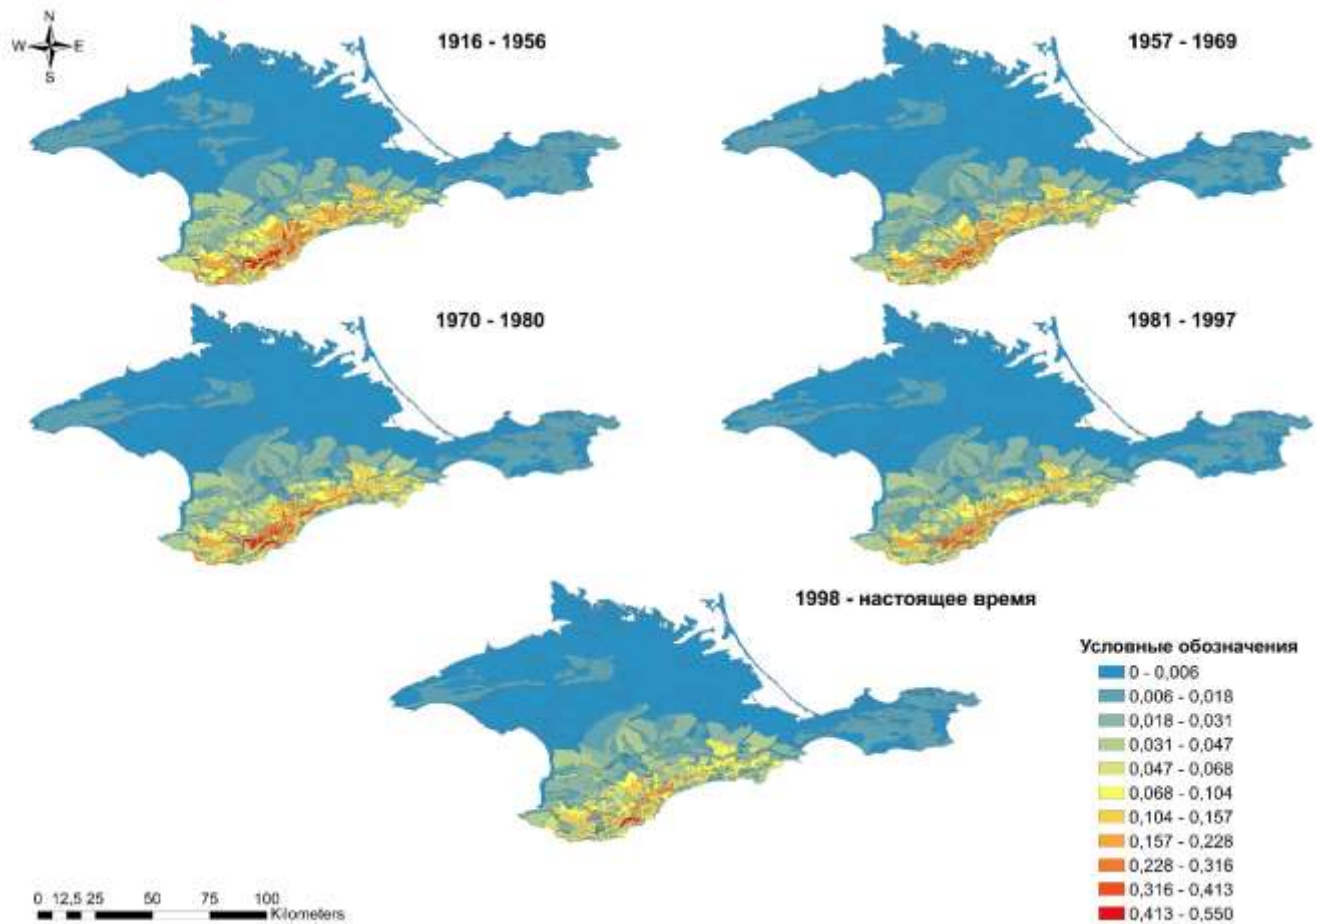 N
W E
S
1916 - 1956
1957 - 1969
1970 - 1980
1981 - 1997
1998 - настоящее время
Условные обозначения
0 - 0,006
0,006 - 0,018
0,018 - 0,031
0,031 - 0,047
0,047 - 0,068
0,068 - 0,104
0,104 - 0,157
0,157 - 0,228
0,228 - 0,316
0,316 - 0,413
0,413 - 0,550
0 12,5 25 50 75 100
Kilometers